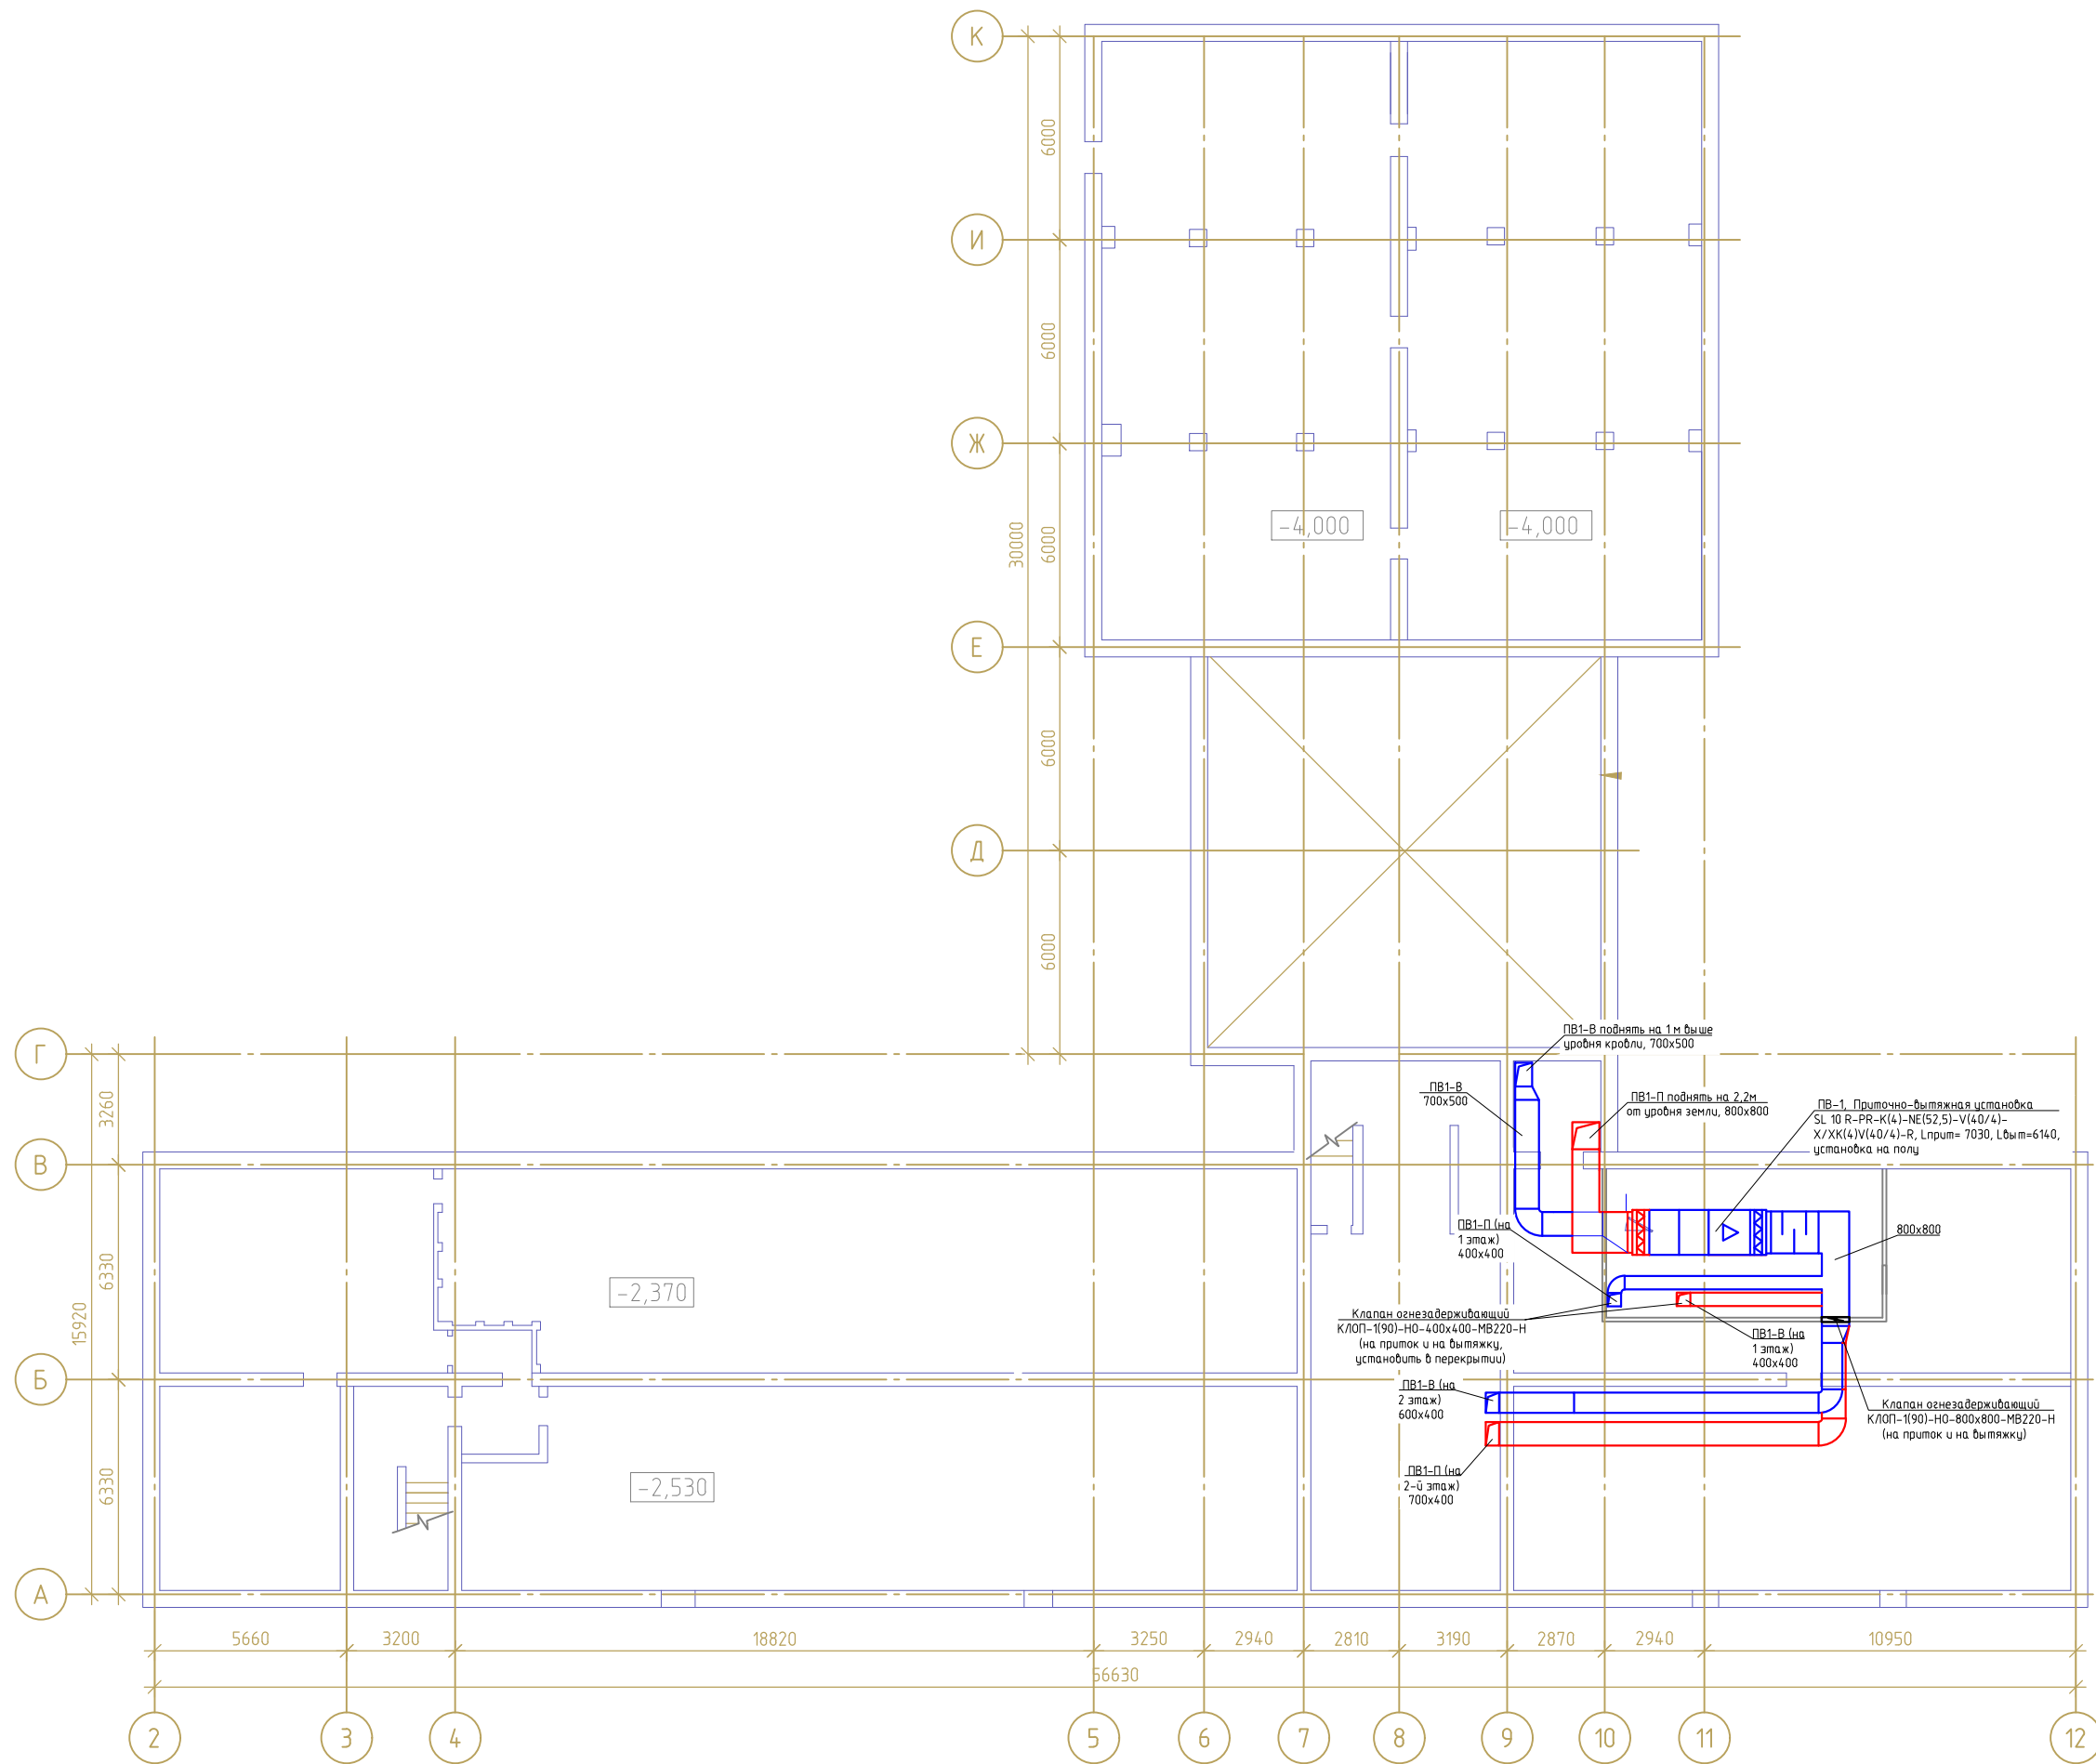 К
6000
И
6000
Ж
-4,000
-4,000
30000
6000
Е
6000
Д
6000
Г
ПВ1-В поднять на 1 м выше
уровня кровли, 700х500
ПВ1-В
700х500
ПВ1-П поднять на 2,2м
от уровня земли, 800х800
ПВ-1, Приточно-вытяжная установка
SL 10 R-PR-K(4)-NE(52,5)-V(40/4)-
X/XK(4)V(40/4)-R, Lприт= 7030, Lвыт=6140,
установка на полу
3260
В
ПВ1-П (на
1 этаж)
400х400
800х800
6330
-2,370
15920
Клапан огнезадерживающий
КЛОП-1(90)-НО-400х400-МВ220-Н
(на приток и на вытяжку,
установить в перекрытии)
ПВ1-В (на
1 этаж)
400х400
Б
ПВ1-В (на
2 этаж)
600х400
Клапан огнезадерживающий
КЛОП-1(90)-НО-800х800-МВ220-Н
(на приток и на вытяжку)
6330
-2,530
ПВ1-П (на
2-й этаж)
700х400
А
5660 3200 18820 3250 2940 2810 3190 2870 2940 10950
56630
2 3 4 5 6 7 8 9 10 11 12